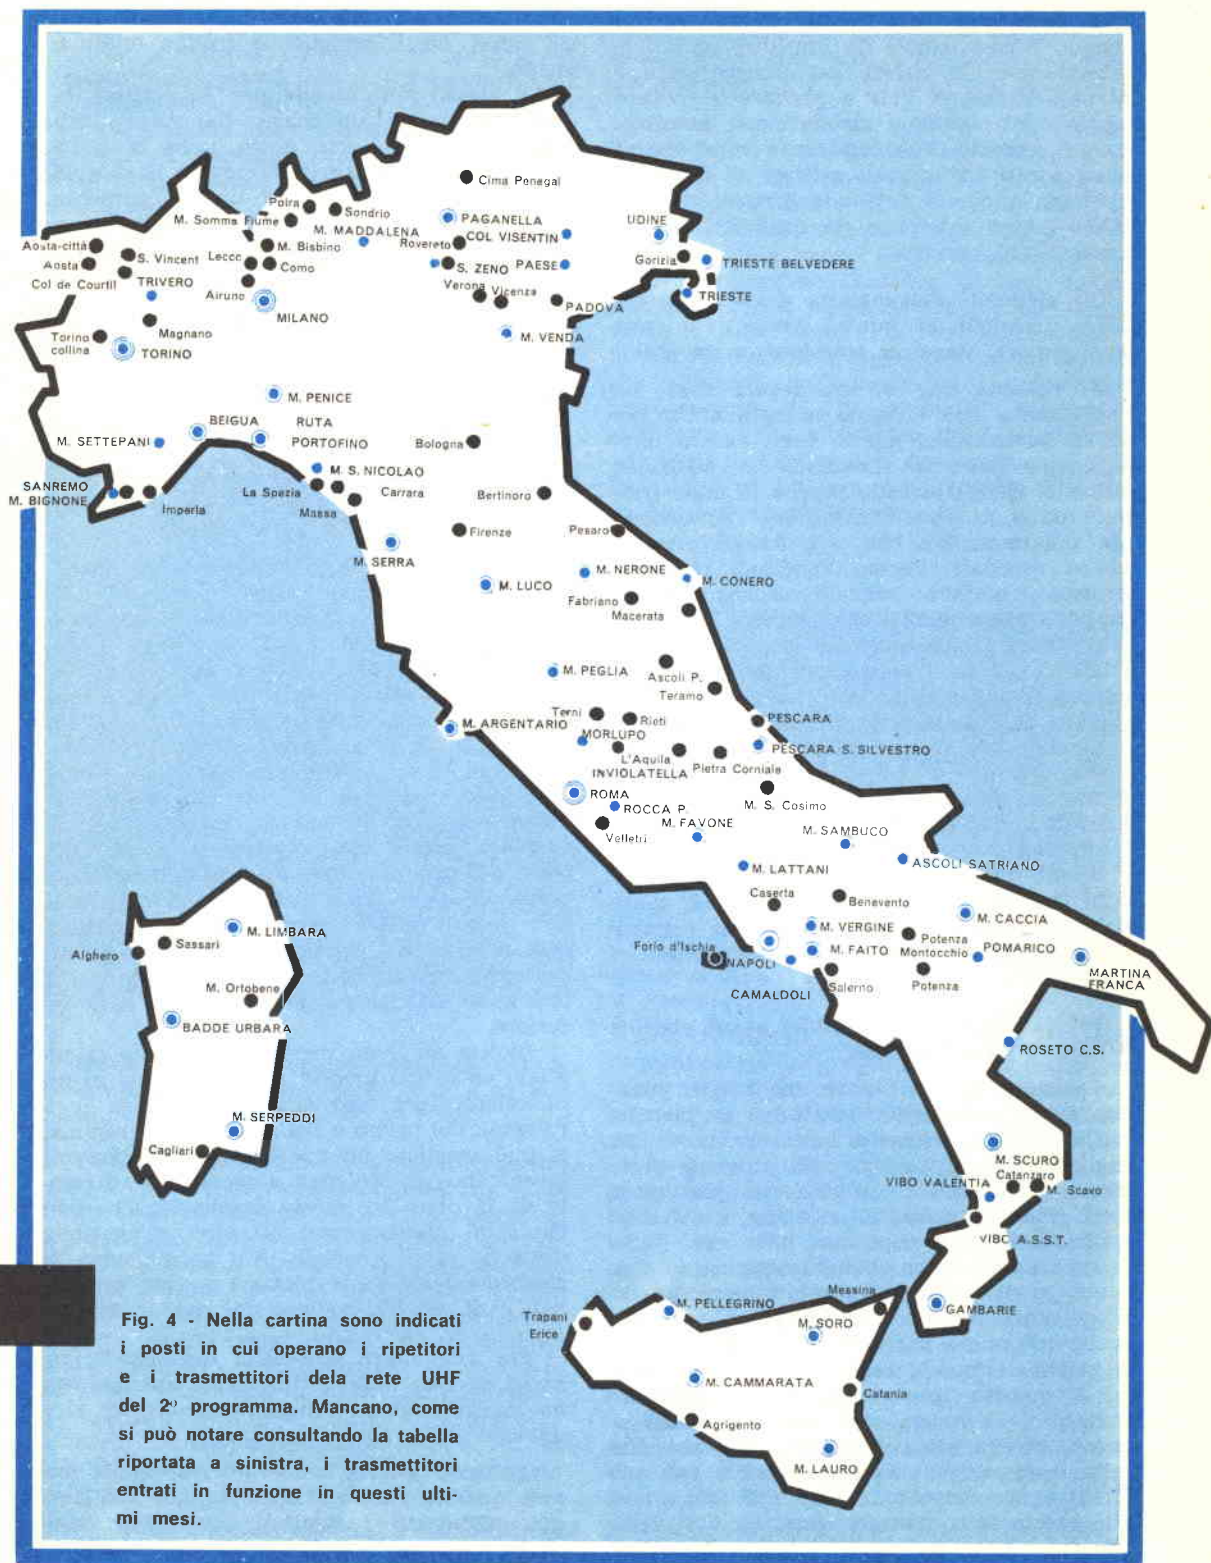 Cima Penegal
Poira
Sondrio
M. Somma Fiume
M. MADDALENA
PAGANELLA
UDINE
COL VISENTIN
Rovereto
Aosta-città
M. Bisbino
S. Vincent
Lecco
Como
Aosta
S. ZENO
PAESE
Gorizia
TRIESTE BELVEDERE
Col de Courtil
TRIVERO
Airuno
Verona
Vicenza
TRIESTE
PADOVA
MILANO
Magnano
Torino
collina
TORINO
M. VENDA
M. PENICE
BEIGUA
RUTA
PORTOFINO
M. SETTEPANI
Bologna
M. S. NICOLAO
SANREMO
M. BIGNONE
Imperia
La Spezia
Carrara
Massa
Bertinoro
Firenze
Pesaro
M. SERRA
M. NERONE
M. CONERO
M. LUCO
Fabriano
Macerata
M. PEGLIA
Ascoli P.
Teramo
Terni
Rieti
M. ARGENTARIO
PESCARA
MORLUPO
PESCARA S. SILVESTRO
L'Aquila
Pietra Corniale
INVIOLATELLA
ROMA
M. S. Cosimo
ROCCA P.
M. FAVONE
Velletri
M. SAMBUCO
ASCOLI SATRIANO
M. LATTANI
Caserta
Benevento
M. CACCIA
M. VERGINE
M. LIMBARA
Sassari
Alghero
Forio d'Ischia
NAPOLI
M. FAITO
Potenza
Montocchio
POMARICO
MARTINA
FRANCA
CAMALDOLI
Salerno
Potenza
M. Ortobene
BADDE URBARA
ROSETO C.S.
M. SERPEDDI
Cagliari
M. SCURO
Catanzaro
VIBO VALENTIA
M. Scavo
VIBC A.S.S.T.
GAMBARIE
Messina
M. PELLEGRINO
Trapani
Erice
M. SORO
M. CAMMARATA
Catania
Agrigento
M. LAURO
Fig. 4 - Nella cartina sono indicati
i posti in cui operano i ripetitori
e i trasmettitori dela rete UHF
del 2º programma. Mancano, come
si può notare consultando la tabella
riportata a sinistra, i trasmettitori
entrati in funzione in questi ulti-
mi mesi.